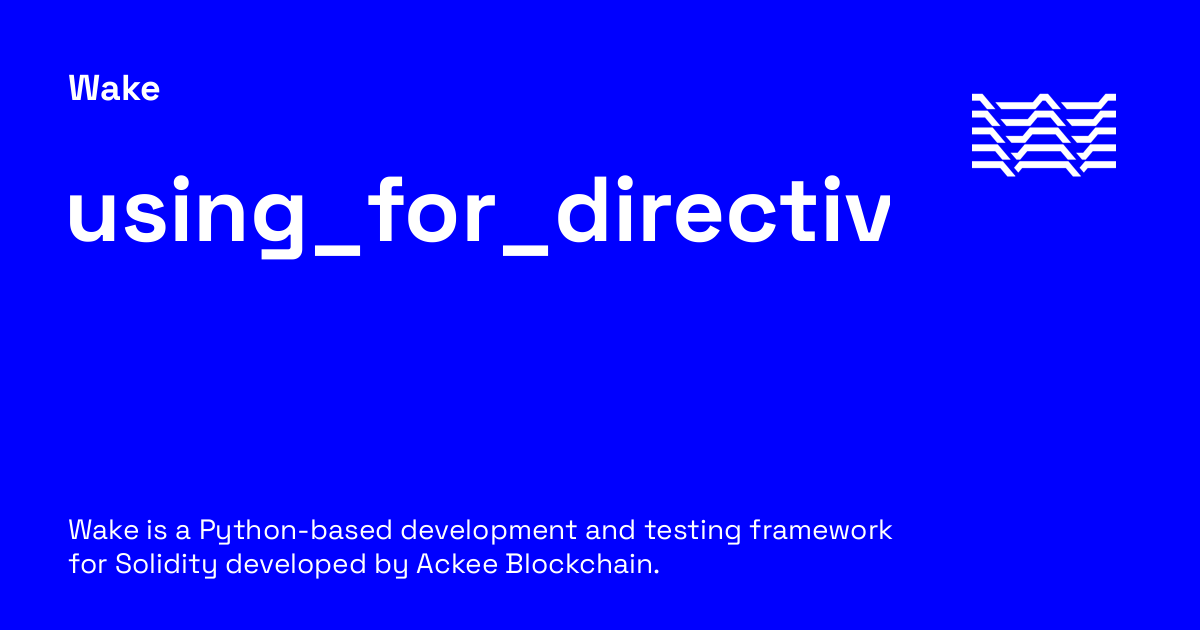 Wake
using_for_directiv
Wake is a Python-based development and testing framework
for Solidity developed by Ackee Blockchain.